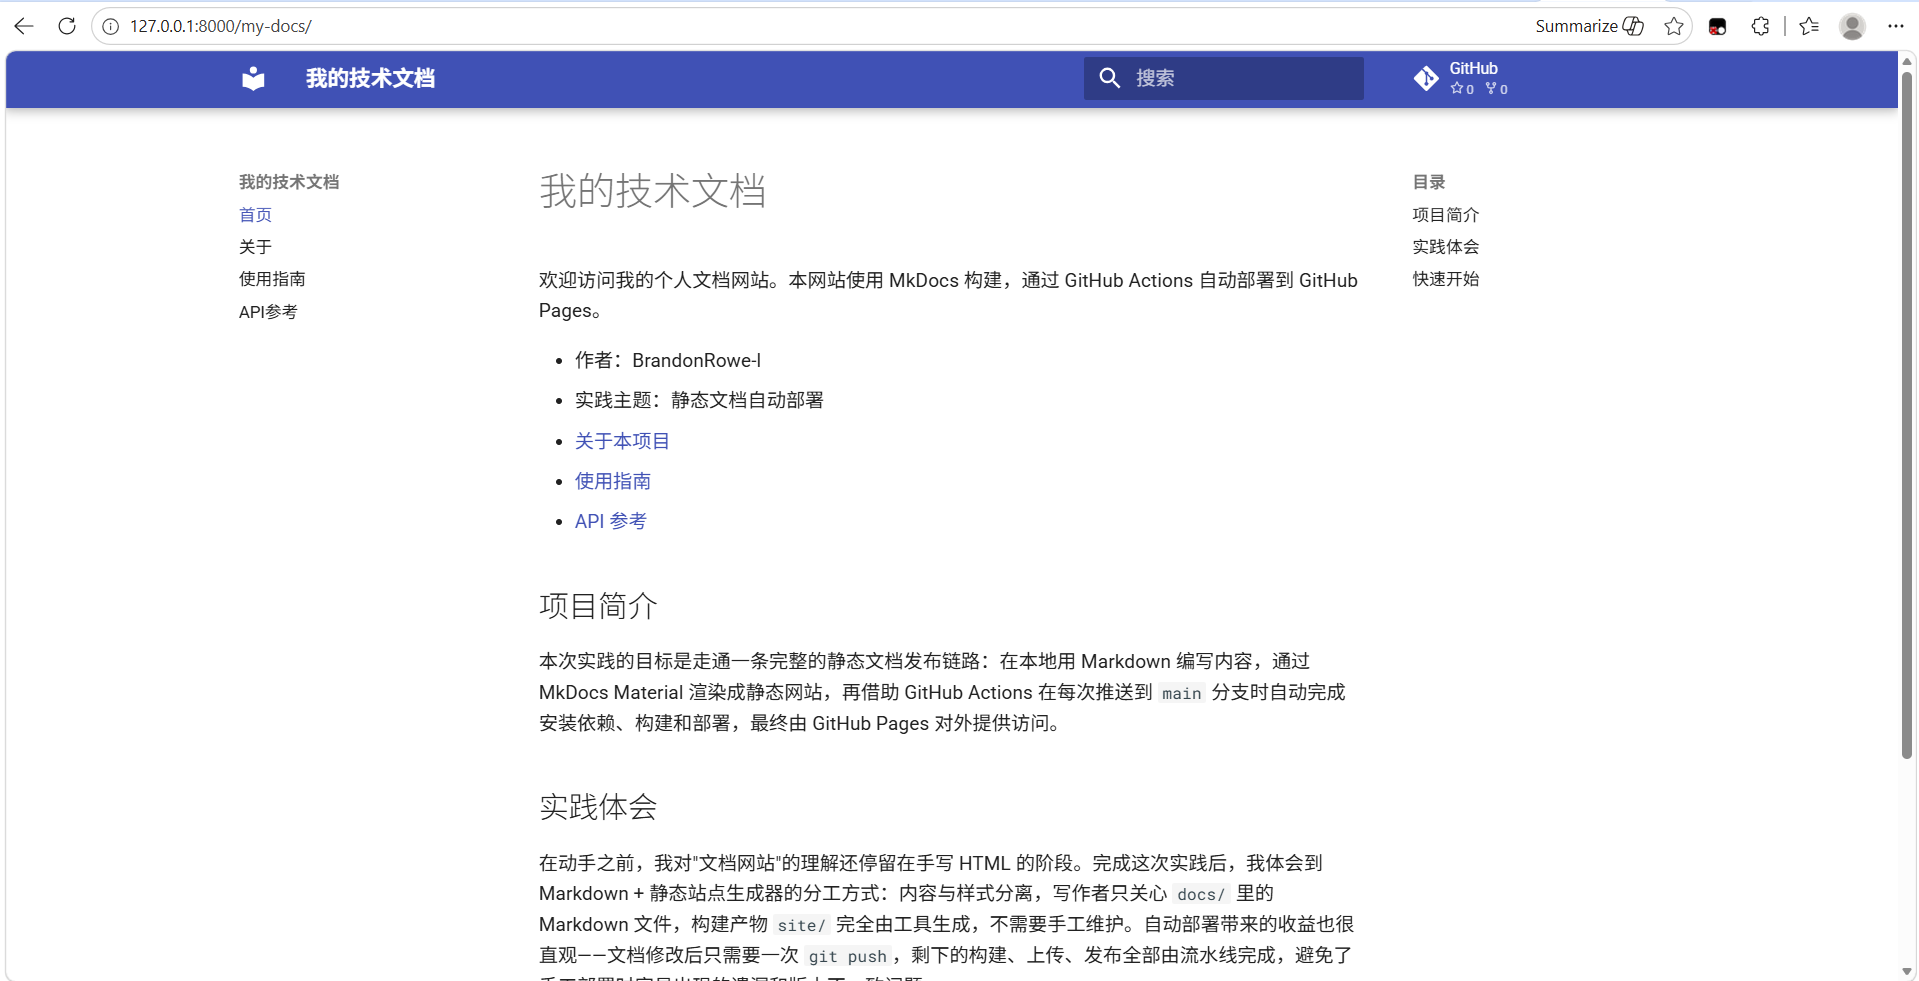 127.0.0.1:8000/my-docs/
Summarize
我的技术文档
搜索
GitHub
0 0
我的技术文档
首页
关于
使用指南
API参考
我的技术文档
欢迎访问我的个人文档网站。本网站使用 MkDocs 构建，通过 GitHub Actions 自动部署到 GitHub
Pages。
作者：BrandonRowe-l
实践主题：静态文档自动部署
关于本项目
使用指南
API 参考
项目简介
本次实践的目标是走通一条完整的静态文档发布链路：在本地用 Markdown 编写内容，通过
MkDocs Material 渲染成静态网站，再借助 GitHub Actions 在每次推送到 main 分支时自动完成
安装依赖、构建和部署，最终由 GitHub Pages 对外提供访问。
实践体会
在动手之前，我对"文档网站"的理解还停留在手写 HTML 的阶段。完成这次实践后，我体会到
Markdown + 静态站点生成器的分工方式：内容与样式分离，写作者只关心 docs/ 里的
Markdown 文件，构建产物 site/ 完全由工具生成，不需要手工维护。自动部署带来的收益也很
直观——文档修改后只需要一次 git push，剩下的构建、上传、发布全部由流水线完成，避免了
目录
项目简介
实践体会
快速开始